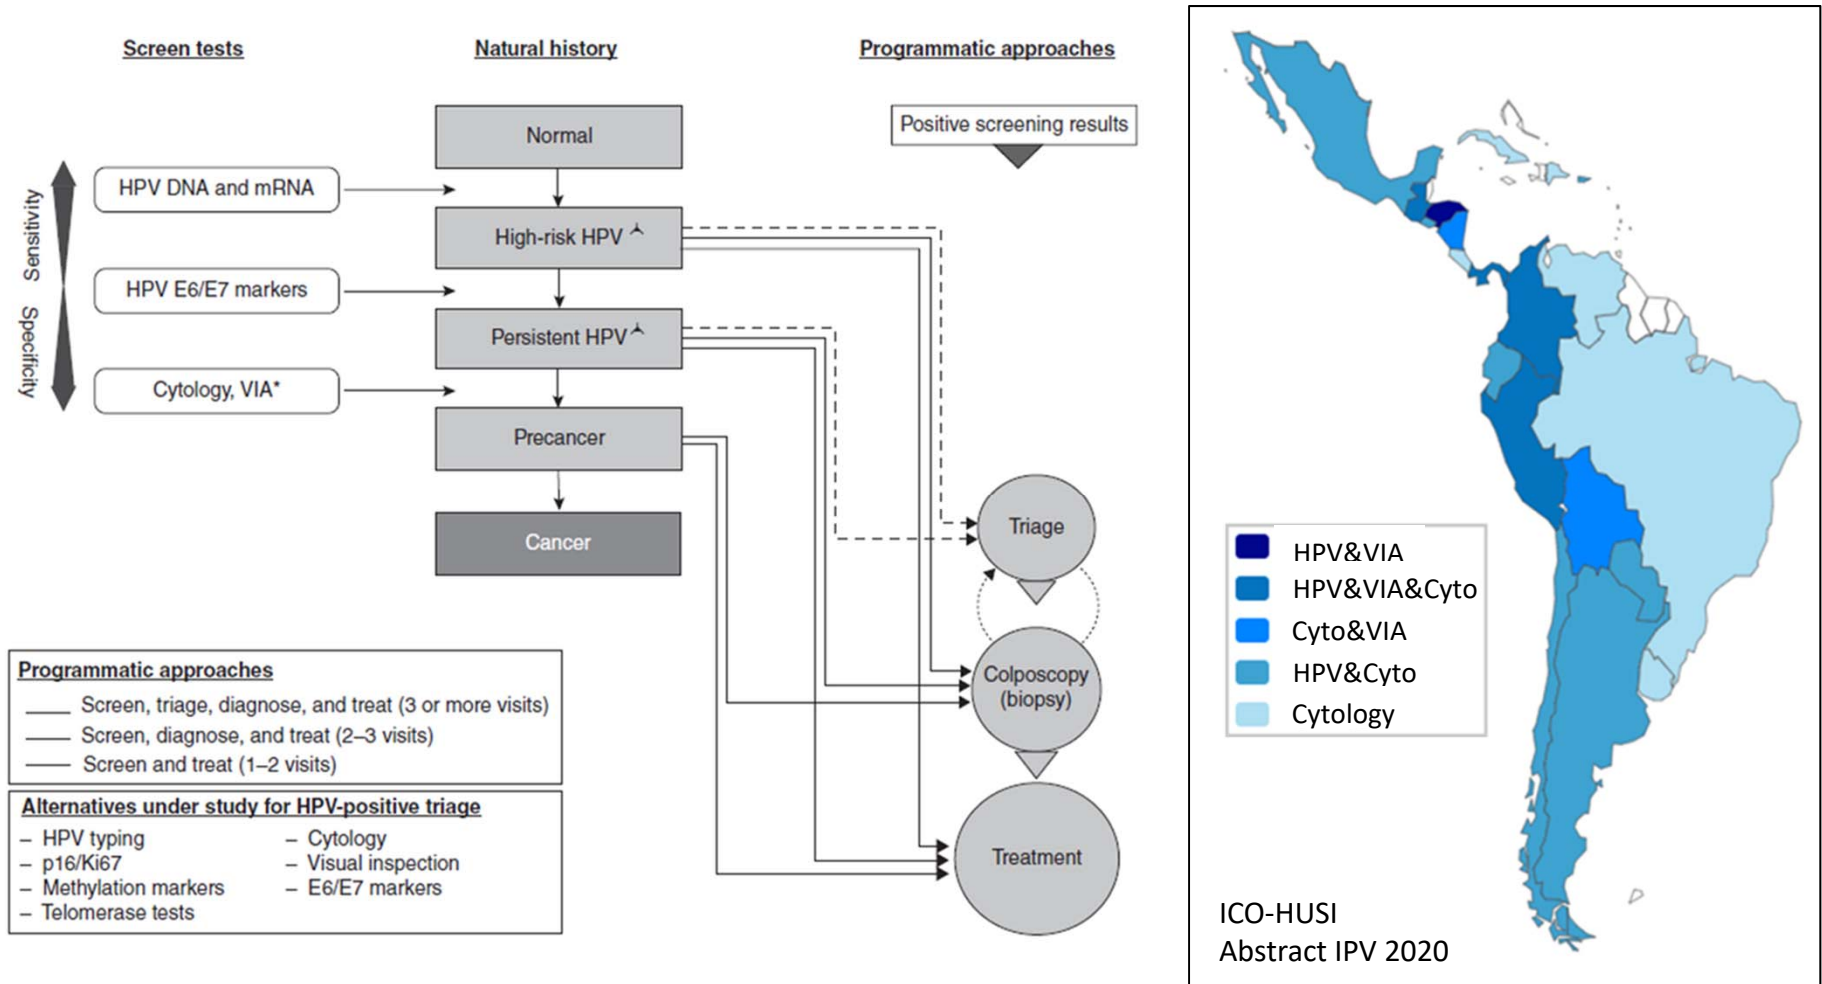 Screen tests
Natural history
Programmatic approaches
Sensitivity
Specificity
HPV DNA and mRNA
HPV E6/E7 markers
Cytology, VIA*
Normal
High-risk HPV
Persistent HPV
Precancer
Cancer
Positive screening results
Triage
Colposcopy
(biopsy)
Treatment
Programmatic approaches
Screen, triage, diagnose, and treat (3 or more visits)
Screen, diagnose, and treat (2–3 visits)
Screen and treat (1–2 visits)
Alternatives under study for HPV-positive triage
– HPV typing
– p16/Ki67
– Methylation markers
– Telomerase tests
– Cytology
– Visual inspection
– E6/E7 markers
HPV&VIA
HPV&VIA&Cyto
Cyto&VIA
HPV&Cyto
Cytology
ICO-HUSI
Abstract IPV 2020